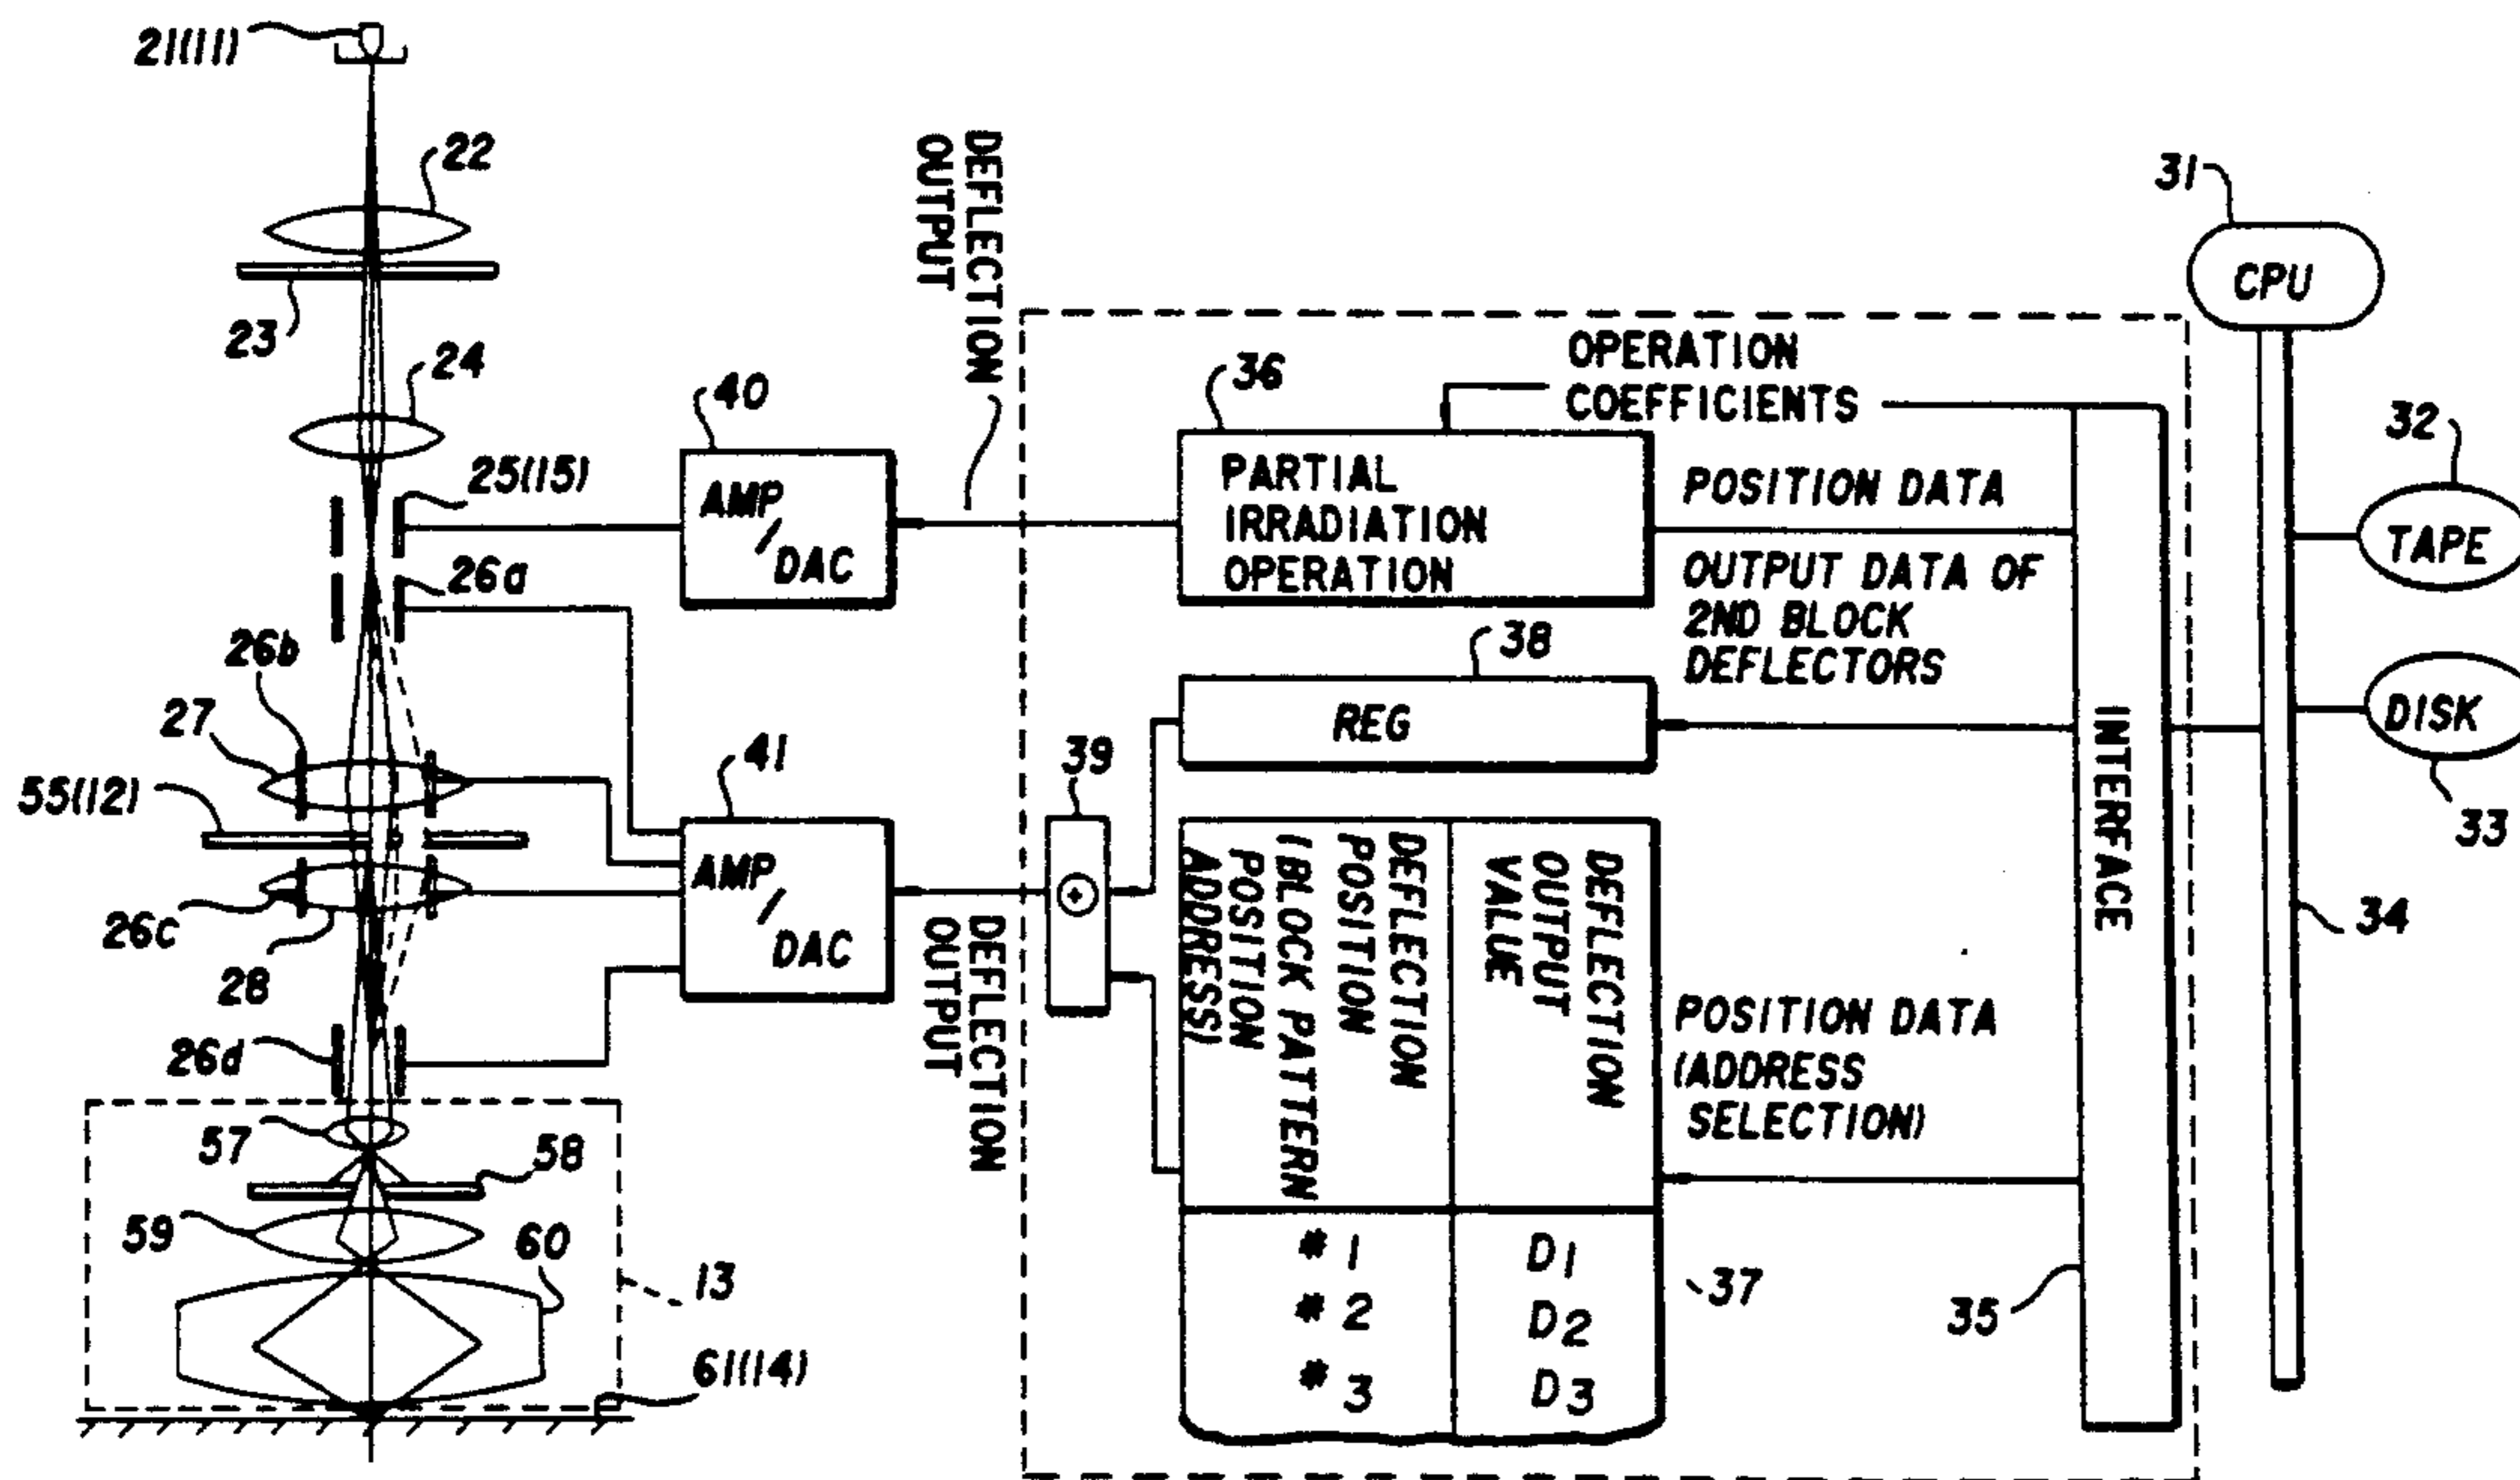 21(11)
22
23
24
25(15)
26a
26b
27
55(12)
26c
28
26d
57
58
59
60
13
61(14)
40
AMP
/
DAC
41
AMP
/
DAC
DEFLECTION
OUTPUT
DEFLECTION
OUTPUT
39
36
OPERATION
COEFFICIENTS
PARTIAL
IRRADIATION
OPERATION
POSITION DATA
OUTPUT DATA OF
2ND BLOCK
DEFLECTORS
38
REG
DEFLECTION
POSITION
(BLOCK PATTERN
POSITION
ADDRESS)
DEFLECTION
OUTPUT
VALUE
POSITION DATA
(ADDRESS
SELECTION)
#1 D1
#2 D2
#3 D3
37
INTERFACE
35
31
CPU
32
TAPE
DISK
33
34